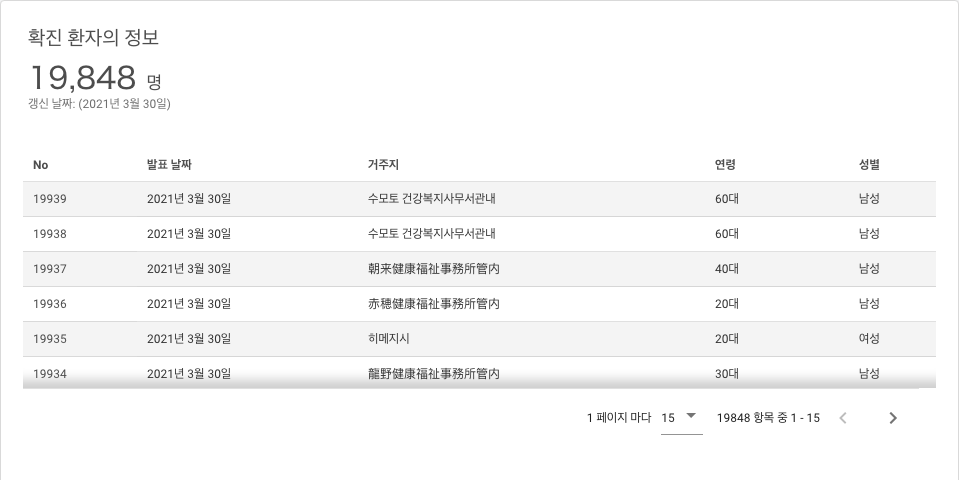 확진 환자의 정보
19,848 명
갱신 날짜: (2021년 3월 30일)
No 발표 날짜 거주지 연령 성별
19939 2021년 3월 30일 수모토 건강복지사무서관내 60대 남성
19938 2021년 3월 30일 수모토 건강복지사무서관내 60대 남성
19937 2021년 3월 30일 朝来健康福祉事務所管内 40대 남성
19936 2021년 3월 30일 赤穂健康福祉事務所管内 20대 남성
19935 2021년 3월 30일 히메지시 20대 여성
19934 2021년 3월 30일 龍野健康福祉事務所管内 30대 남성
1 페이지 마다 15 19848 항목 중 1 - 15